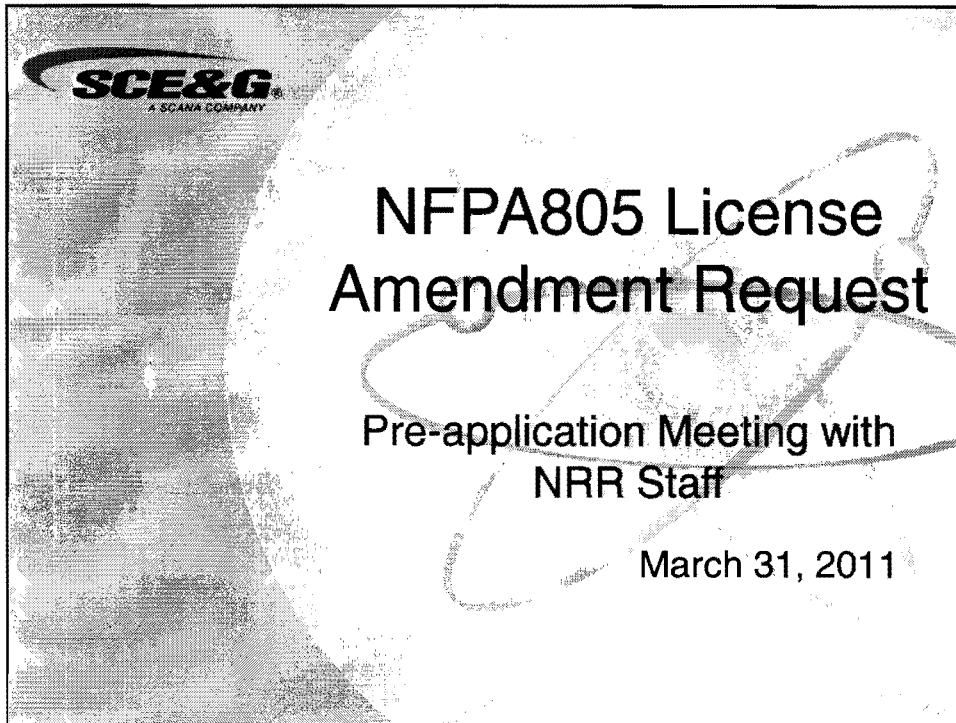 SCE&G®
A SCANA COMPANY
NFPA805 License
Amendment Request
Pre-application Meeting with
NRR Staff
March 31, 2011